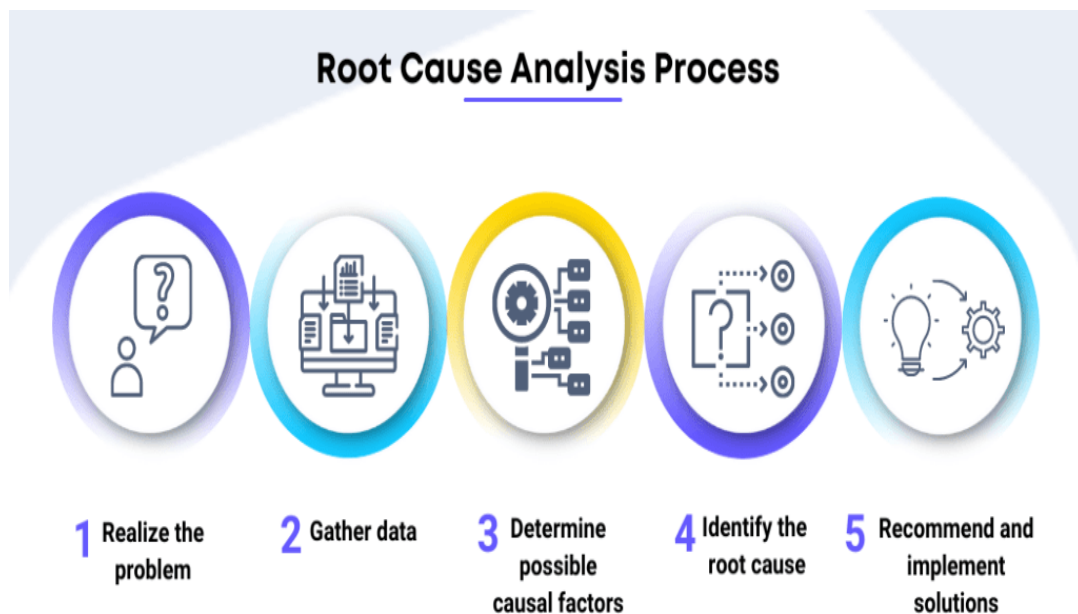 Root Cause Analysis Process
1 Realize the
problem
2 Gather data
3 Determine
possible
causal factors
4 Identify the
root cause
5 Recommend and
implement
solutions